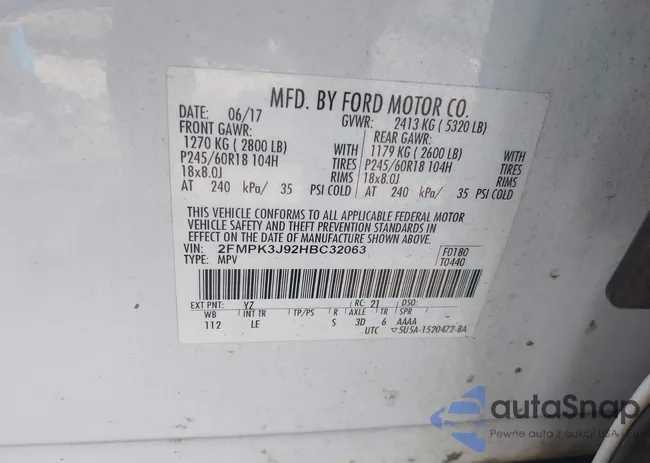 MFD. BY FORD MOTOR CO.
DATE: 06/17 GVWR: 2413 KG ( 5320 LB)
FRONT GAWR: REAR GAWR:
1270 KG ( 2800 LB) WITH 1179 KG ( 2600 LB) WITH
P245/60R18 104H TIRES P245/60R18 104H TIRES
18x8.0J RIMS 18x8.0J RIMS
AT 240 kPa/ 35 PSI COLD AT 240 kPa/ 35 PSI COLD
THIS VEHICLE CONFORMS TO ALL APPLICABLE FEDERAL MOTOR
VEHICLE SAFETY AND THEFT PREVENTION STANDARDS IN
EFFECT ON THE DATE OF MANUFACTURE SHOWN ABOVE.
VIN: 2FMPK3J92HBC32063 F0180
TYPE: MPV T0440
EXT PNT: YZ RC: 21 DSO:
WB INT TR TP/PS R AXLE TR SPR
112 LE S 3D 6 AAAA
UTC 5U5A-1520472-BA
autaSnap
Pewne auta z aukcji USA i